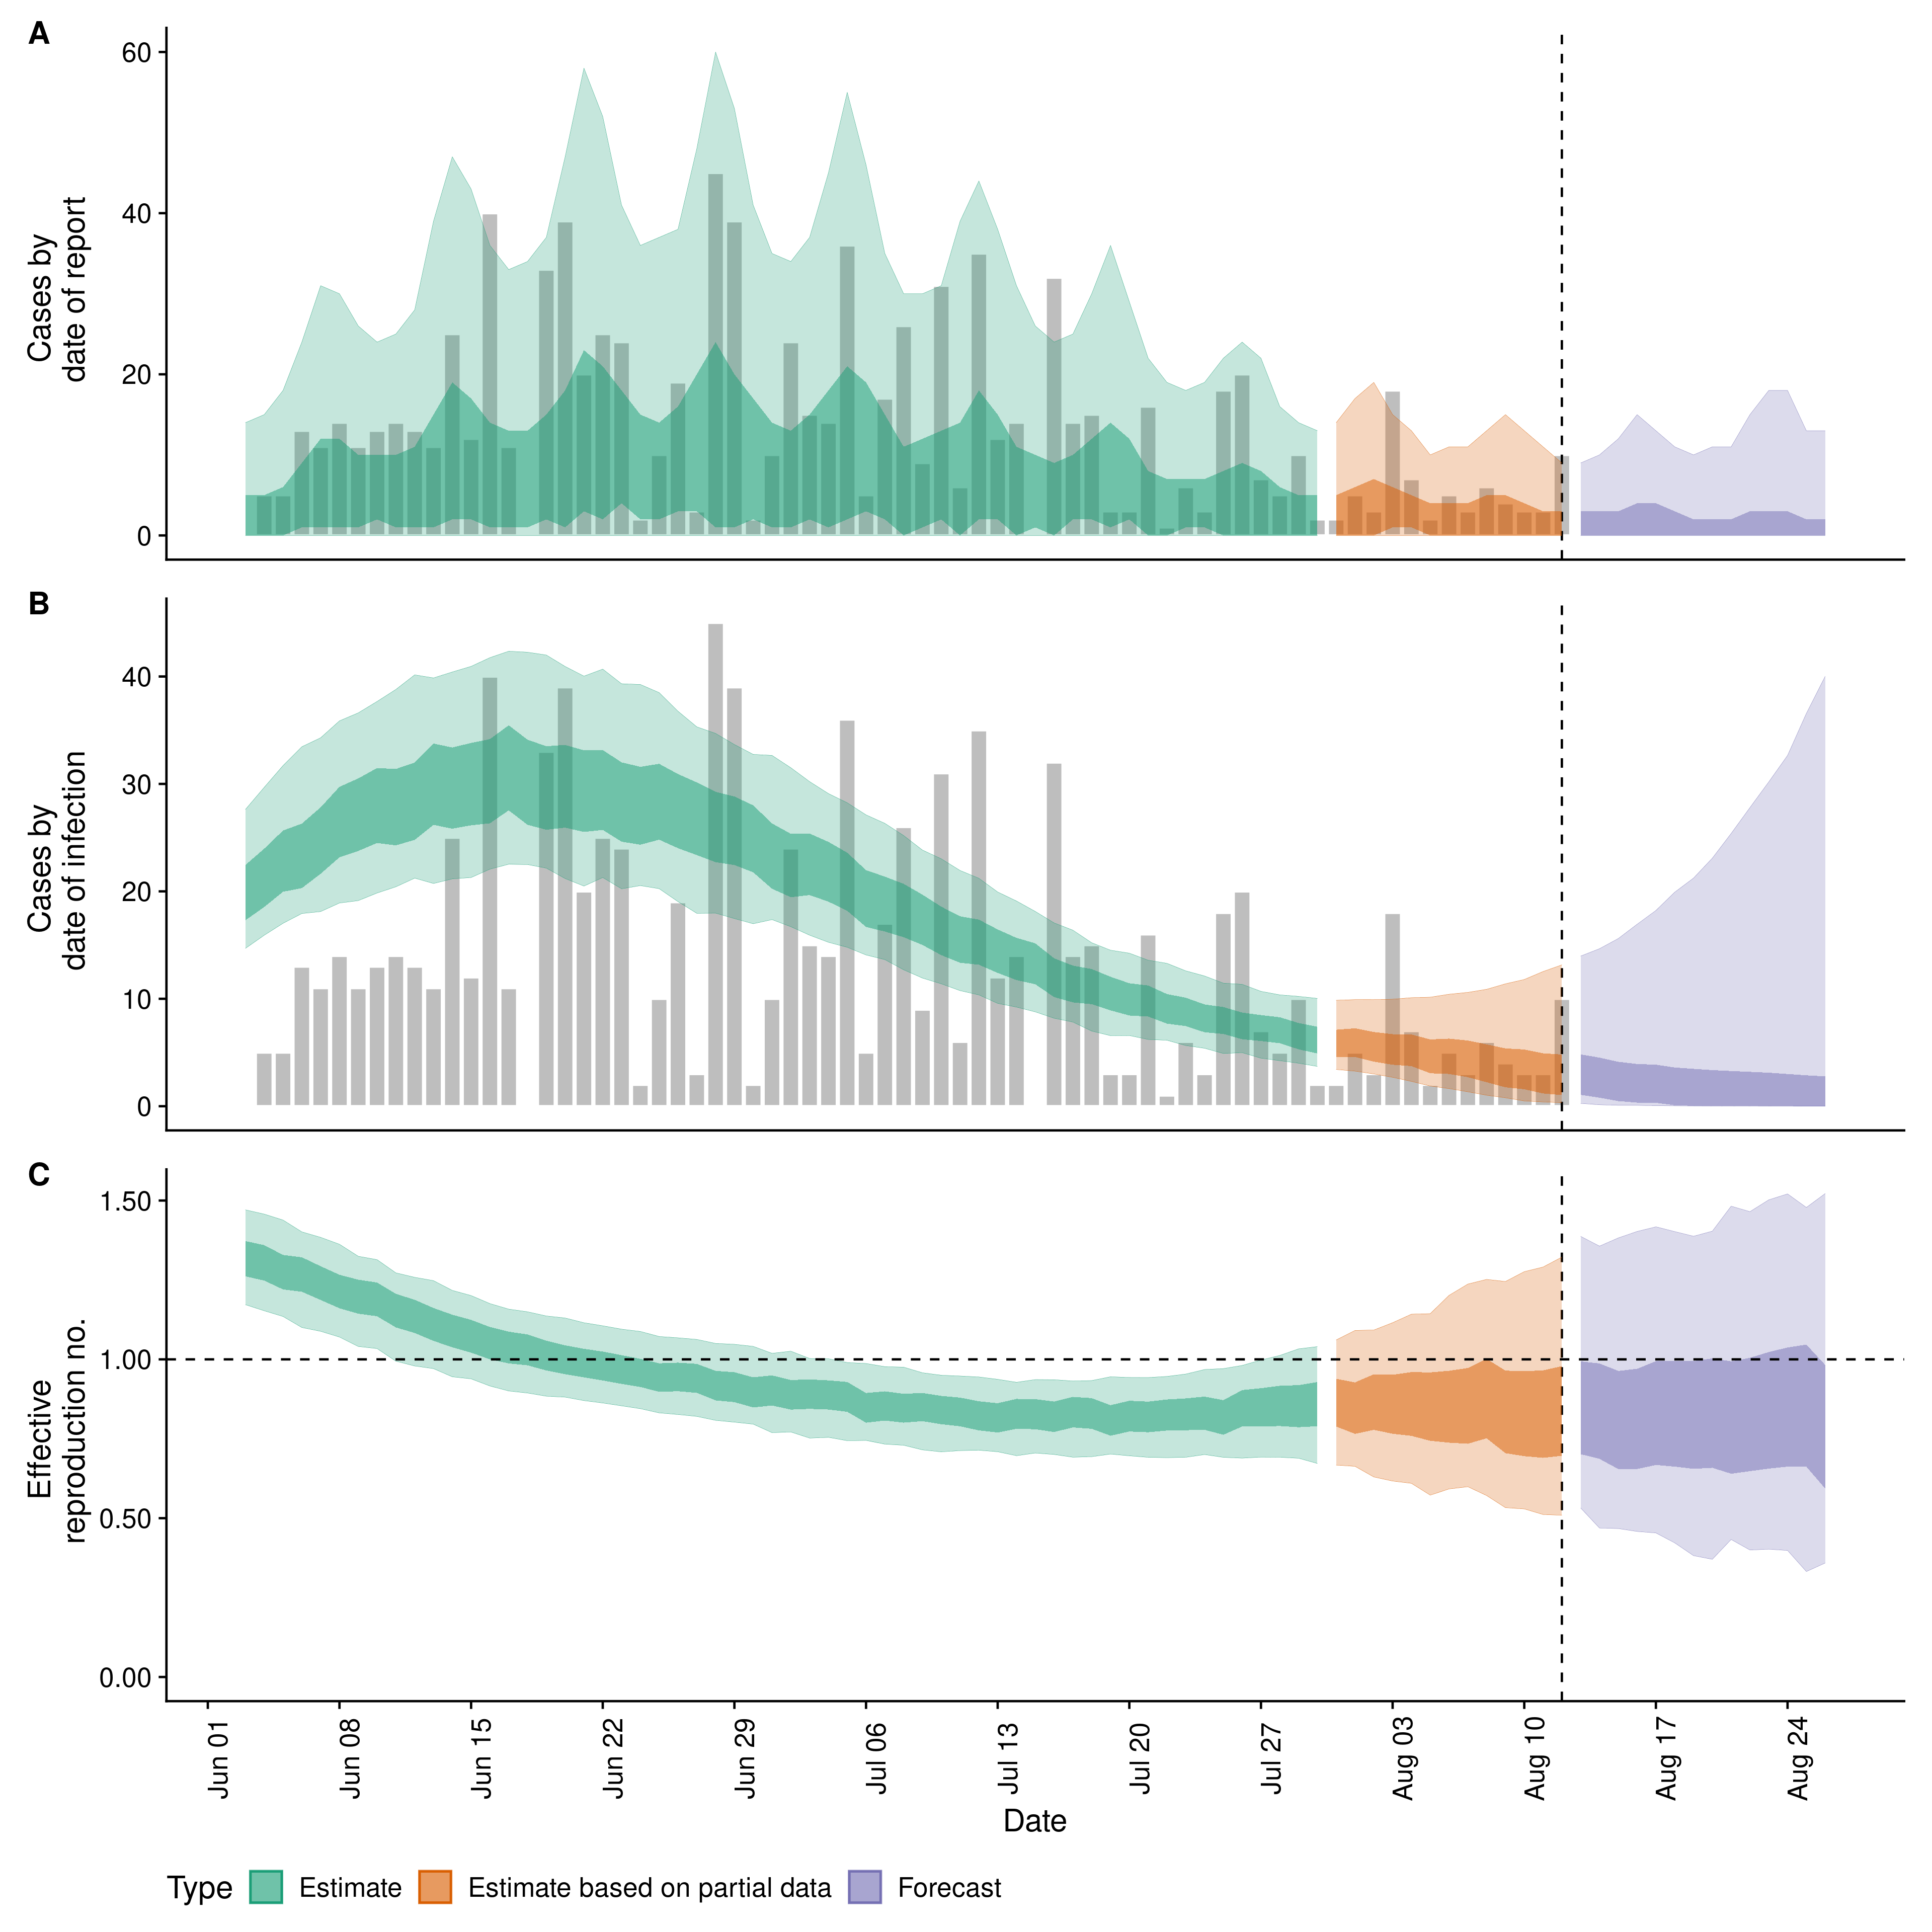 A
60
40
20
0
Cases by
date of report
B
40
30
20
10
0
Cases by
date of infection
C
1.50
1.00
0.50
0.00
Effective
reproduction no.
Jun 01
Jun 08
Jun 15
Jun 22
Jun 29
Jul 06
Jul 13
Jul 20
Jul 27
Aug 03
Aug 10
Aug 17
Aug 24
Date
Type Estimate Estimate based on partial data Forecast